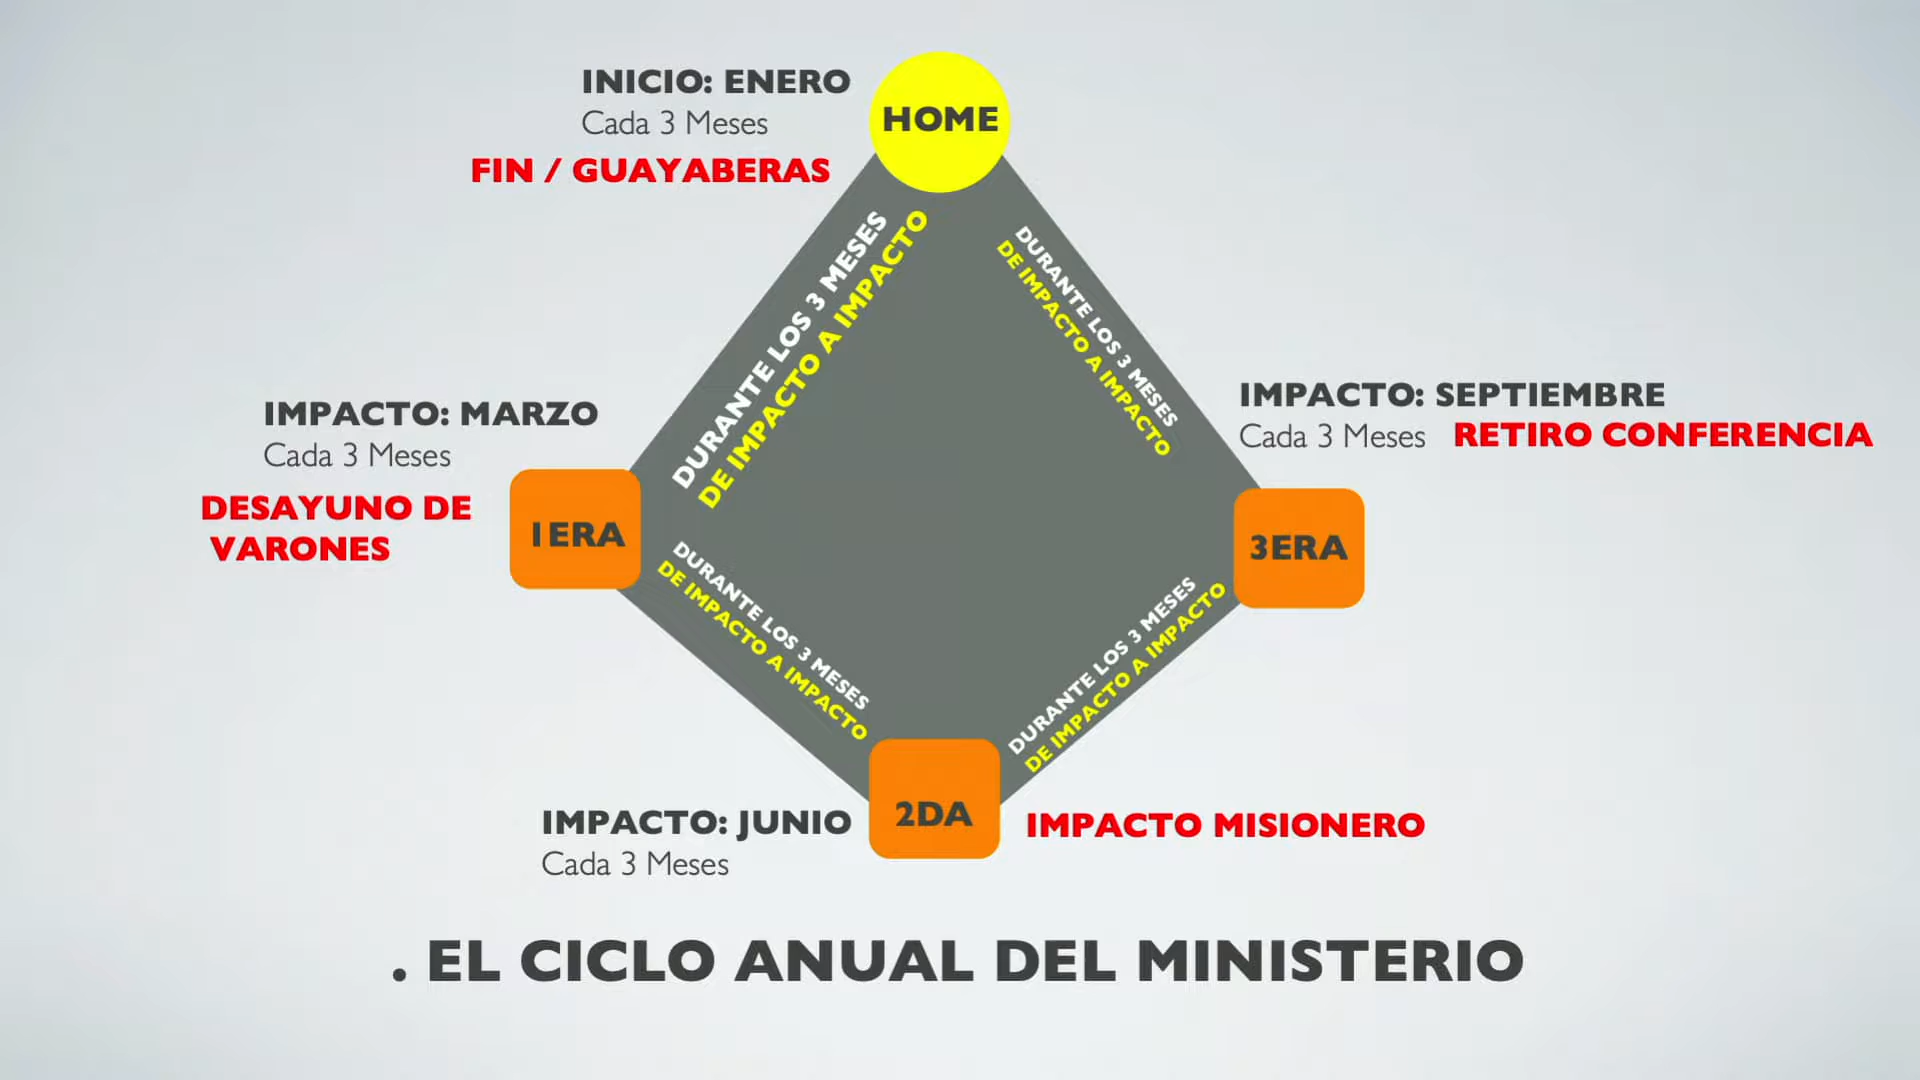 INICIO: ENERO
Cada 3 Meses
FIN / GUAYABERAS
HOME
DURANTE LOS 3 MESES
DE IMPACTO A IMPACTO
DURANTE LOS 3 MESES
DE IMPACTO A IMPACTO
IMPACTO: MARZO
Cada 3 Meses
DESAYUNO DE
VARONES
1ERA
IMPACTO: SEPTIEMBRE
Cada 3 Meses
RETIRO CONFERENCIA
3ERA
DURANTE LOS 3 MESES
DE IMPACTO A IMPACTO
DURANTE LOS 3 MESES
DE IMPACTO A IMPACTO
IMPACTO: JUNIO
Cada 3 Meses
2DA
IMPACTO MISIONERO
. EL CICLO ANUAL DEL MINISTERIO